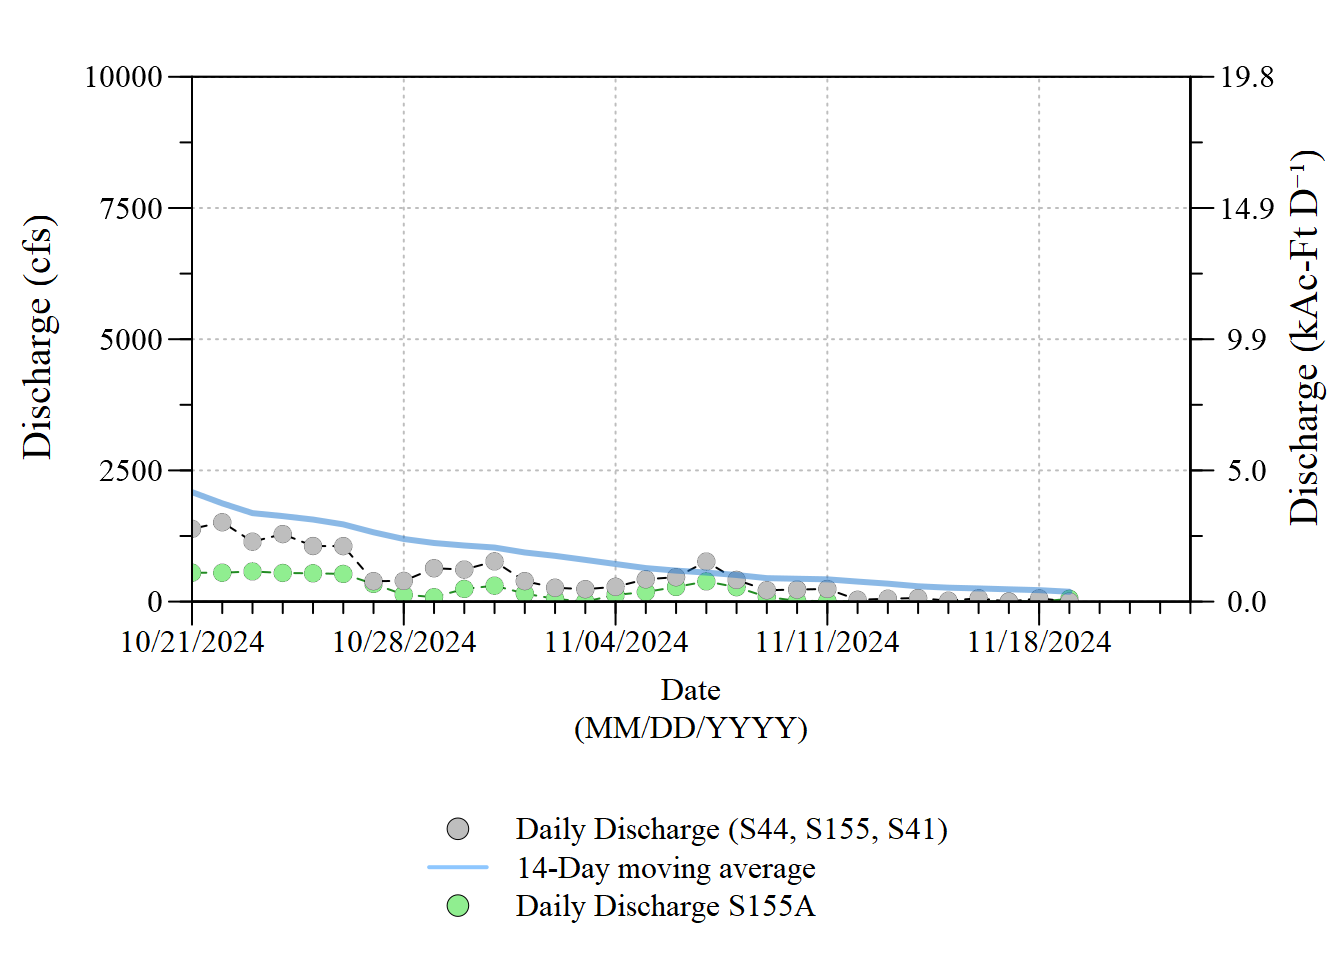 10000
7500
5000
2500
0
Discharge (cfs)
19.8
14.9
9.9
5.0
0.0
Discharge (kAc-Ft D⁻¹)
10/21/2024
10/28/2024
11/04/2024
11/11/2024
11/18/2024
Date
(MM/DD/YYYY)
Daily Discharge (S44, S155, S41)
14-Day moving average
Daily Discharge S155A